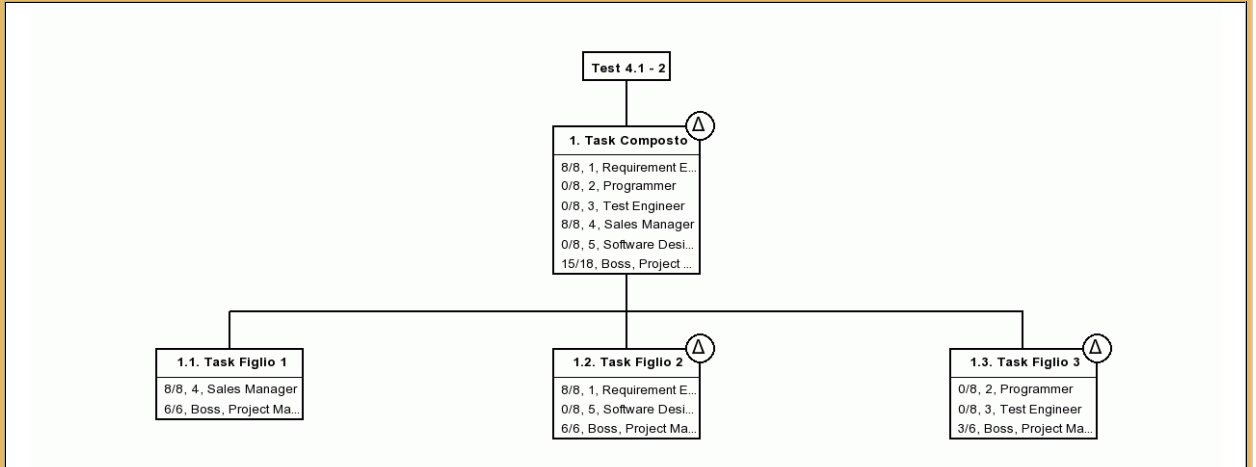 Test 4.1 - 2
Δ
1. Task Composto
8/8, 1, Requirement E...
0/8, 2, Programmer
0/8, 3, Test Engineer
8/8, 4, Sales Manager
0/8, 5, Software Desi...
15/18, Boss, Project ...
1.1. Task Figlio 1
8/8, 4, Sales Manager
6/6, Boss, Project Ma...
Δ
1.2. Task Figlio 2
8/8, 1, Requirement E...
0/8, 5, Software Desi...
6/6, Boss, Project Ma...
Δ
1.3. Task Figlio 3
0/8, 2, Programmer
0/8, 3, Test Engineer
3/6, Boss, Project Ma...